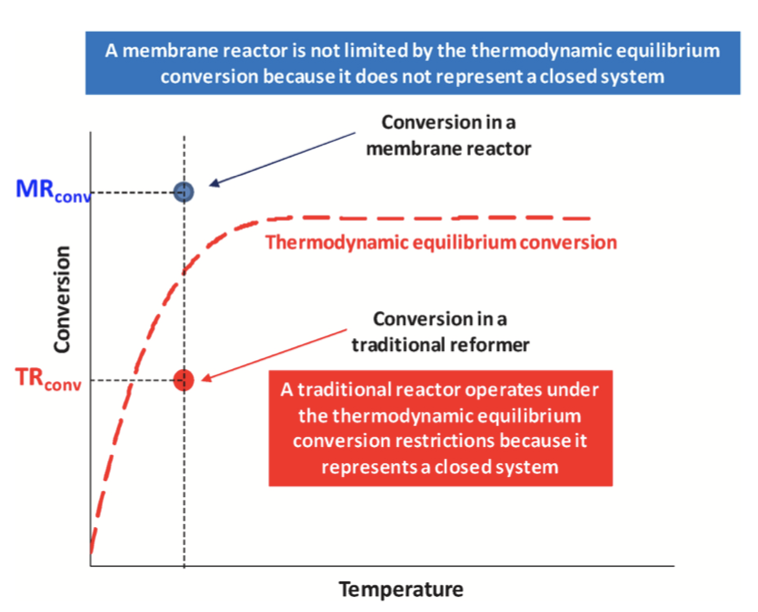 A membrane reactor is not limited by the thermodynamic equilibrium
conversion because it does not represent a closed system
Conversion in a
membrane reactor
MRconv
Thermodynamic equilibrium conversion
Conversion
Conversion in a
traditional reformer
TRconv
A traditional reactor operates under
the thermodynamic equilibrium
conversion restrictions because it
represents a closed system
Temperature